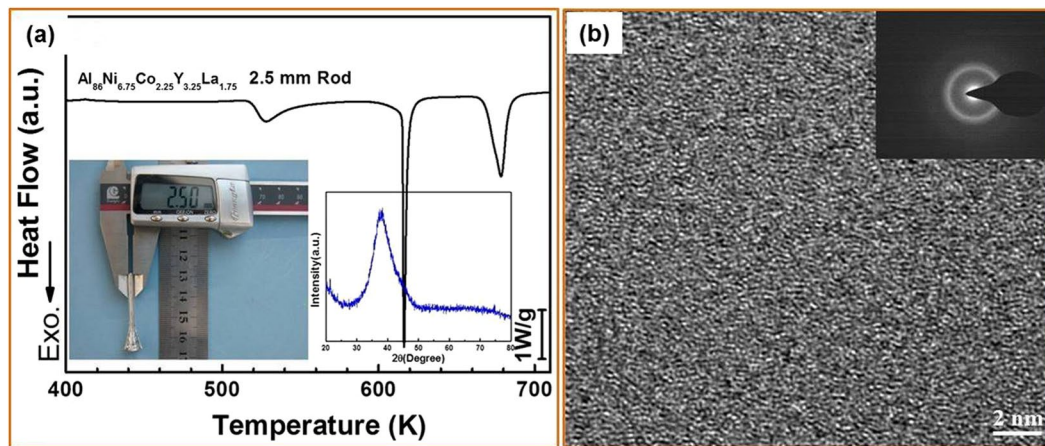 (a)
Al86Ni6.75Co2.25Y3.25La1.75 2.5 mm Rod
Heat Flow (a.u.)
Exo.
2.50
11
12
13
14
15
16
17
Intensity(a.u.)
20 30 40 50 60 70 80
2θ(Degree)
1W/g
400 500 600 700
Temperature (K)
(b)
2 nm